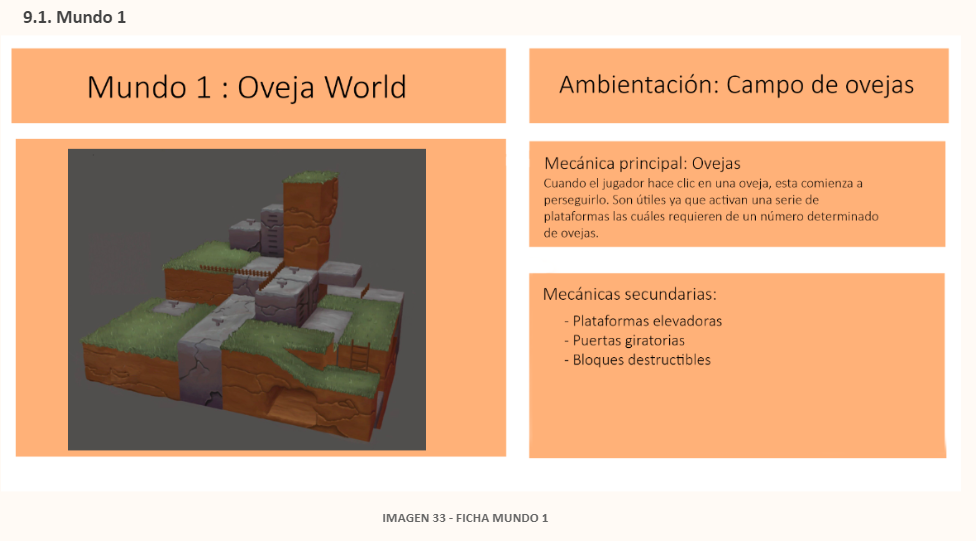 9.1. Mundo 1
Mundo 1 : Oveja World
Ambientación: Campo de ovejas
Mecánica principal: Ovejas
Cuando el jugador hace clic en una oveja, esta comienza a
perseguirlo. Son útiles ya que activan una serie de
plataformas las cuáles requieren de un número determinado
de ovejas.
Mecánicas secundarias:
- Plataformas elevadoras
- Puertas giratorias
- Bloques destructibles
IMAGEN 33 - FICHA MUNDO 1